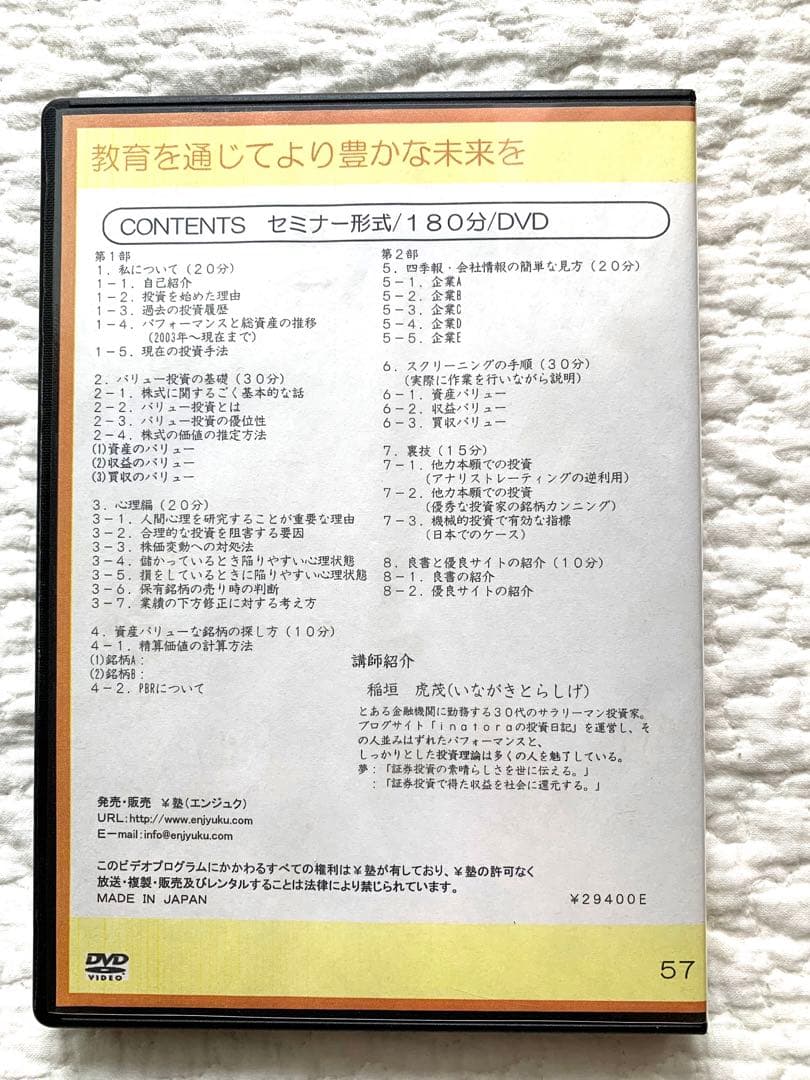 教育を通じてより豊かな未来を
CONTENTS セミナー形式/180分/DVD
第1部
1．私について（20分）
1－1．自己紹介
1－2．投資を始めた理由
1－3．過去の投資履歴
1－4．パフォーマンスと総資産の推移
（2003年～現在まで）
1－5．現在の投資手法
2．バリュー投資の基礎（30分）
2－1．株式に関するごく基本的な話
2－2．バリュー投資とは
2－3．バリュー投資の優位性
2－4．株式の価値の推定方法
(1)資産のバリュー
(2)収益のバリュー
(3)買収のバリュー
3．心理編（20分）
3－1．人間心理を研究することが重要な理由
3－2．合理的な投資を阻害する要因
3－3．株価変動への対処法
3－4．儲かっているとき陥りやすい心理状態
3－5．損をしているときに陥りやすい心理状態
3－6．保有銘柄の売り時の判断
3－7．業績の下方修正に対する考え方
4．資産バリューな銘柄の探し方（10分）
4－1．精算価値の計算方法
(1)銘柄A：
(2)銘柄B：
4－2．PBRについて
第2部
5．四季報・会社情報の簡単な見方（20分）
5－1．企業A
5－2．企業B
5－3．企業C
5－4．企業D
5－5．企業E
6．スクリーニングの手順（30分）
（実際に作業を行いながら説明）
6－1．資産バリュー
6－2．収益バリュー
6－3．買収バリュー
7．裏技（15分）
7－1．他力本願での投資
（アナリストレーティングの逆利用）
7－2．他力本願での投資
（優秀な投資家の銘柄カンニング）
7－3．機械的投資で有効な指標
（日本でのケース）
8．良書と優良サイトの紹介（10分）
8－1．良書の紹介
8－2．優良サイトの紹介
講師紹介
稲垣 虎茂(いながきとらしげ)
とある金融機関に勤務する30代のサラリーマン投資家。
ブログサイト「inatoraの投資日記」を運営し、そ
の人並みはずれたパフォーマンスと、
しっかりとした投資理論は多くの人を魅了している。
夢：「証券投資の素晴らしさを世に伝える。」
：「証券投資で得た収益を社会に還元する。」
発売・販売 ￥塾(エンジュク)
URL:http://www.enjyuku.com
E－mail:info@enjyuku.com
このビデオプログラムにかかわるすべての権利は￥塾が有しており、￥塾の許可なく
放送・複製・販売及びレンタルすることは法律により禁じられています。
MADE IN JAPAN
￥29400E
DVD
VIDEO
57